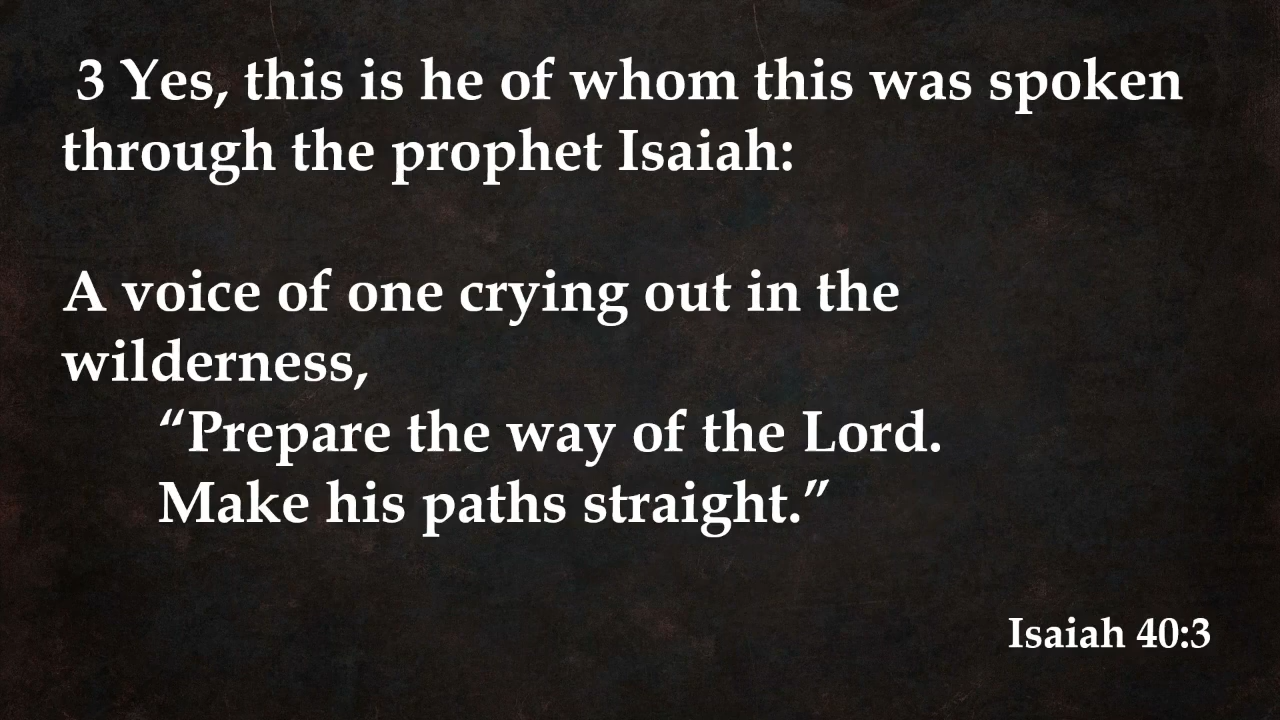 3 Yes, this is he of whom this was spoken
through the prophet Isaiah:
A voice of one crying out in the
wilderness,
“Prepare the way of the Lord.
Make his paths straight.”
Isaiah 40:3